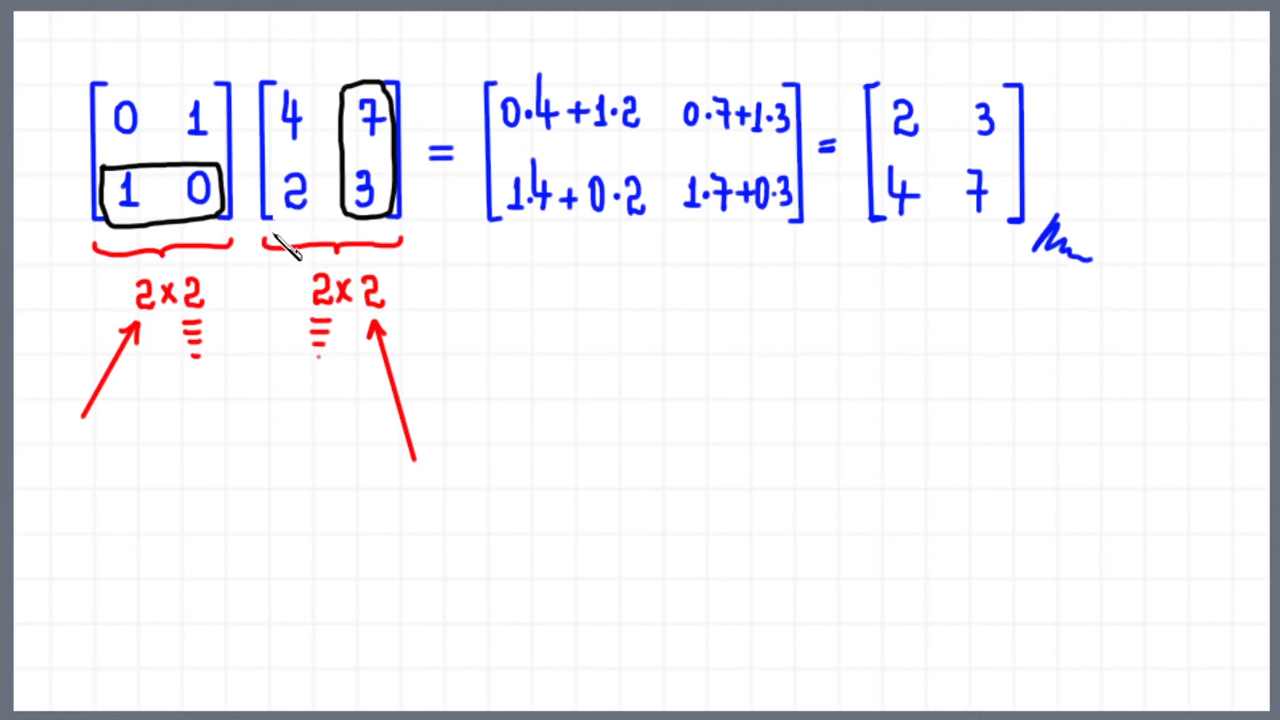 [0 1] [4 7] = [0·4+1·2 0·7+1·3] = [2 3]
[1 0] [2 3] [1·4+0·2 1·7+0·3] [4 7]
2×2 2×2